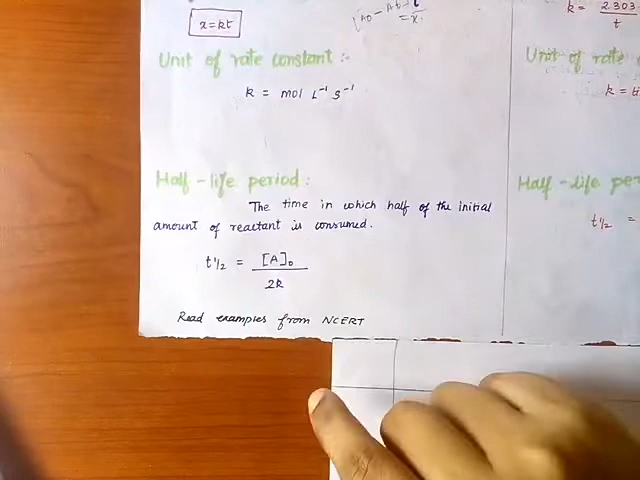 x = kt
Unit of rate constant :-
k = mol L⁻¹ s⁻¹
Half-life period :
The time in which half of the initial
amount of reactant is consumed.
t1/2 = [A]₀
2k
Read examples from NCERT
k = 2.303
t
Unit of rate
k =
Half-life per
t1/2 =